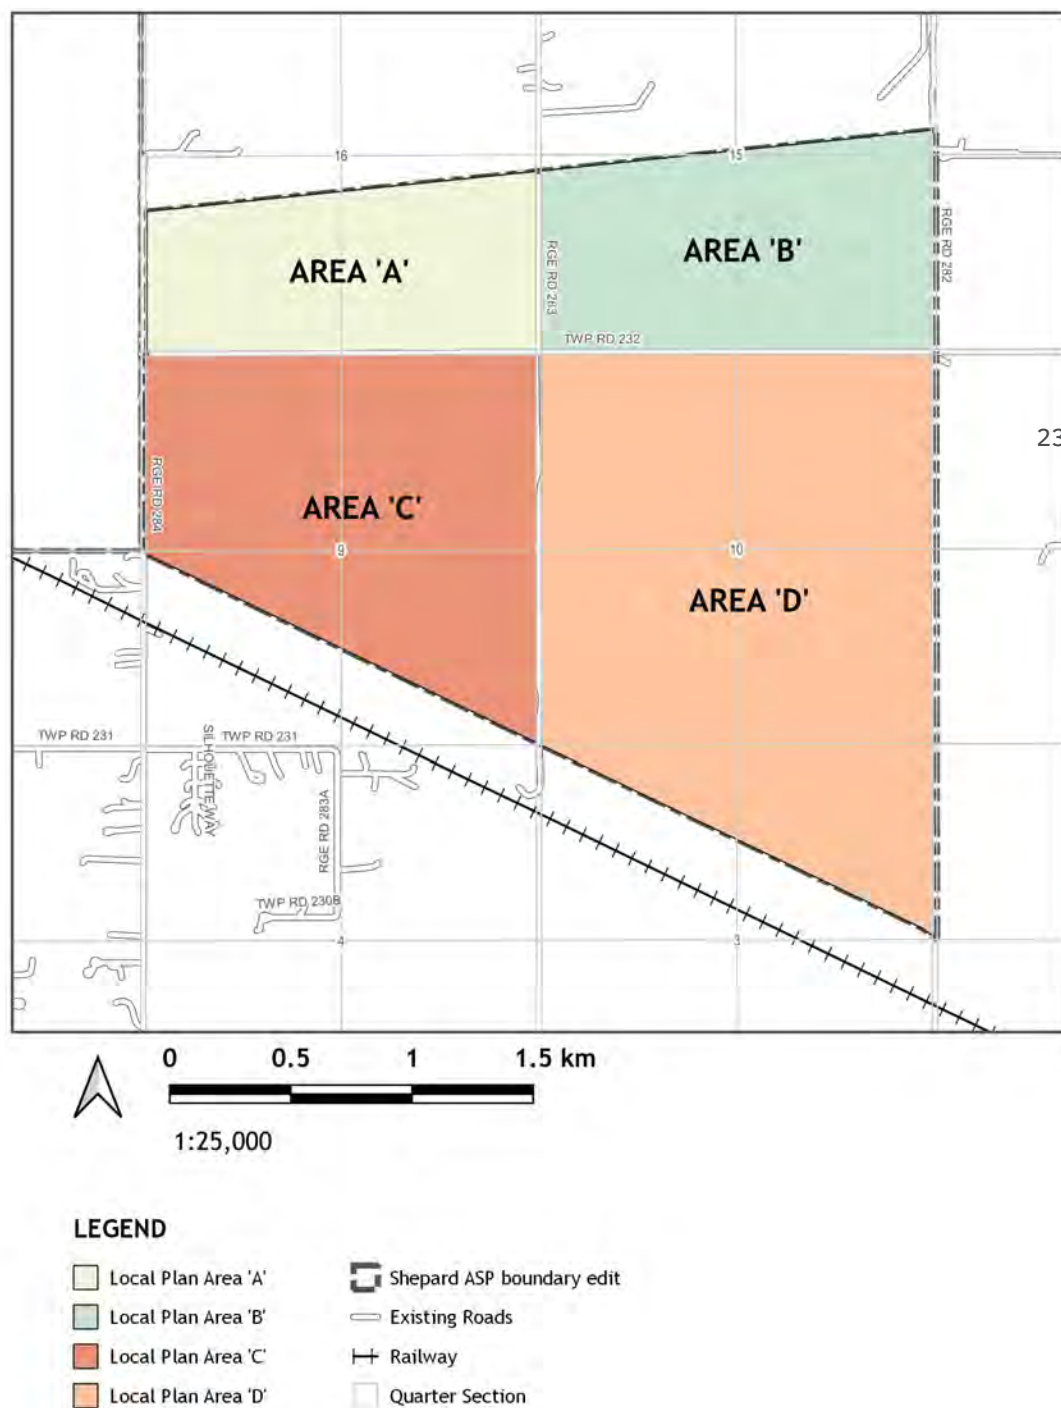 16
15
AREA 'A'
AREA 'B'
RGE RD 263
RGE RD 282
TWP RD 232
23
RGE RD 284
AREA 'C'
9
10
AREA 'D'
TWP RD 231
SILHOUETTE WAY
TWP RD 231
RGE RD 283A
TWP RD 230B
4
3
0 0.5 1 1.5 km
1:25,000
LEGEND
Local Plan Area 'A'
Local Plan Area 'B'
Local Plan Area 'C'
Local Plan Area 'D'
Shepard ASP boundary edit
Existing Roads
Railway
Quarter Section